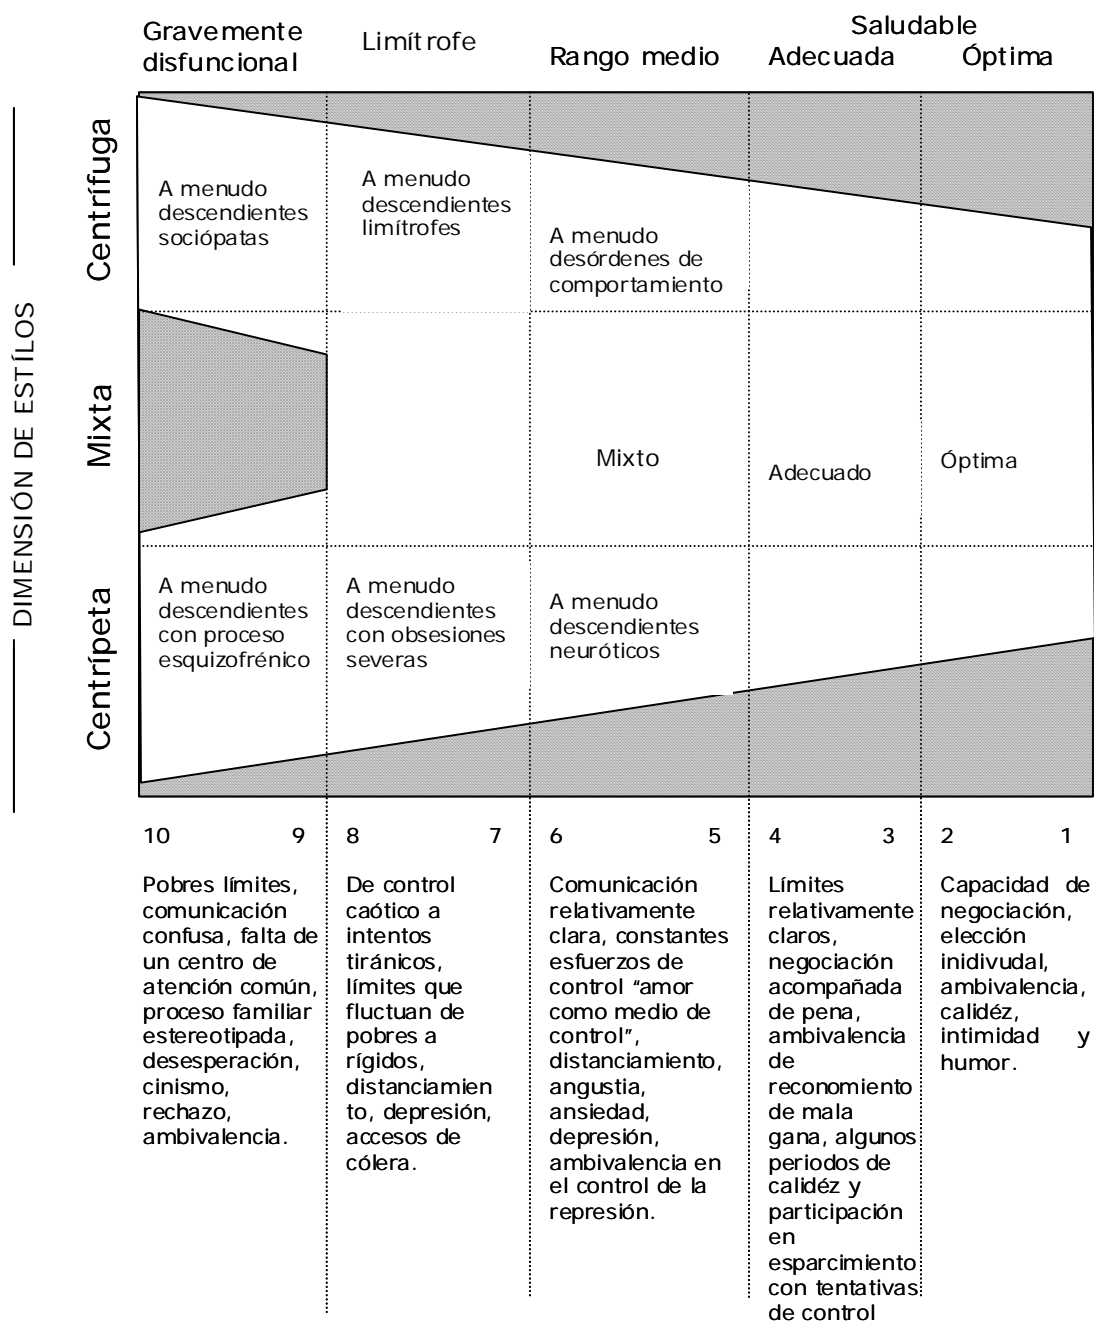 Gravemente
disfuncional
Limítrofe
Rango medio
Saludable
Adecuada
Óptima
DIMENSIÓN DE ESTÍLOS
Centrífuga
A menudo
descendientes
sociópatas
A menudo
descendientes
limítrofes
A menudo
desórdenes de
comportamiento
Mixta
Mixto
Adecuado
Óptima
Centrípeta
A menudo
descendientes
con proceso
esquizofrénico
A menudo
descendientes
con obsesiones
severas
A menudo
descendientes
neuróticos
10 9
8 7
6 5
4 3
2 1
Pobres límites,
comunicación
confusa, falta de
un centro de
atención común,
proceso familiar
estereotipada,
desesperación,
cinismo,
rechazo,
ambivalencia.
De control
caótico a
intentos
tiránicos,
límites que
fluctuan de
pobres a
rígidos,
distanciamien
to, depresión,
accesos de
cólera.
Comunicación
relativamente
clara, constantes
esfuerzos de
control “amor
como medio de
control”,
distanciamiento,
angustia,
ansiedad,
depresión,
ambivalencia en
el control de la
represión.
Límites
relativamente
claros,
negociación
acompañada
de pena,
ambivalencia
de
reconomiento
de mala
gana, algunos
periodos de
calidéz y
participación
en
esparcimiento
con tentativas
de control
Capacidad de
negociación,
elección
inidivudal,
ambivalencia,
calidéz,
intimidad y
humor.